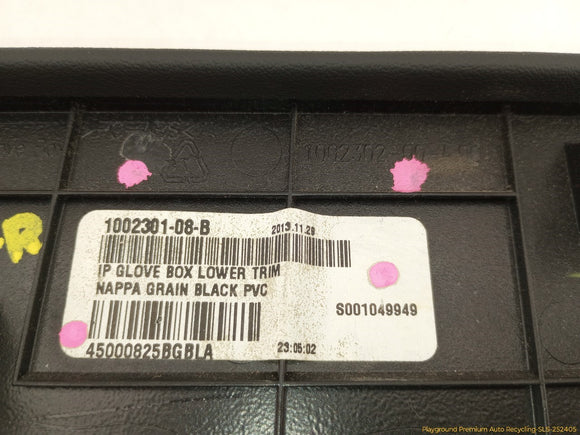 1002301-08-B
2013.11.29
IP GLOVE BOX LOWER TRIM
NAPPA GRAIN BLACK PVC
S001049949
45000825BGBLA
23:05:02
Playground Premium Auto Recycling-SLS-252405